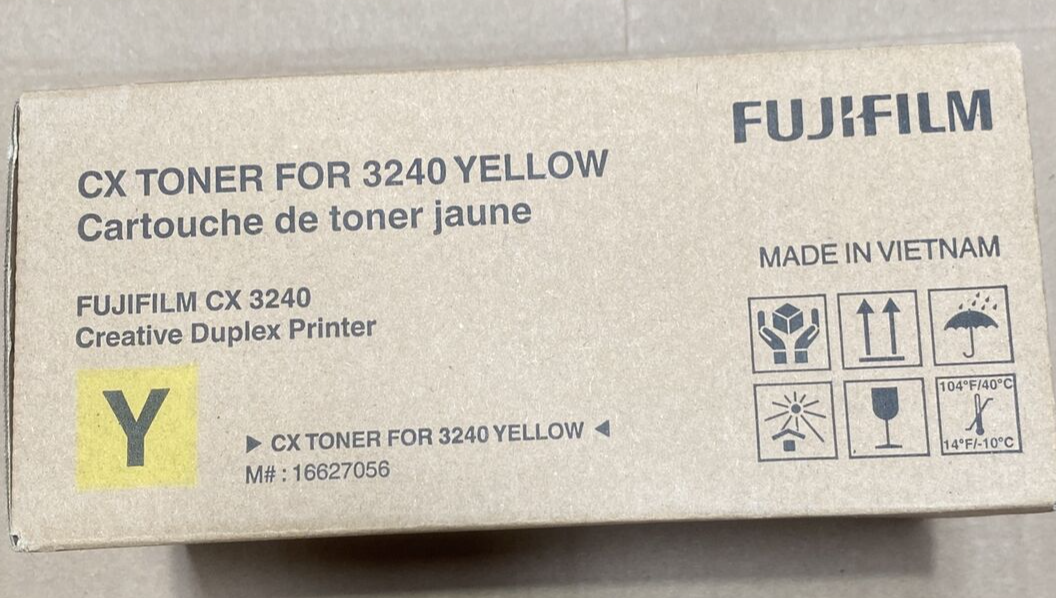 FUJIFILM
CX TONER FOR 3240 YELLOW
Cartouche de toner jaune
MADE IN VIETNAM
FUJIFILM CX 3240
Creative Duplex Printer
Y
▶ CX TONER FOR 3240 YELLOW ◀
M# : 16627056
104°F/40°C
14°F/-10°C